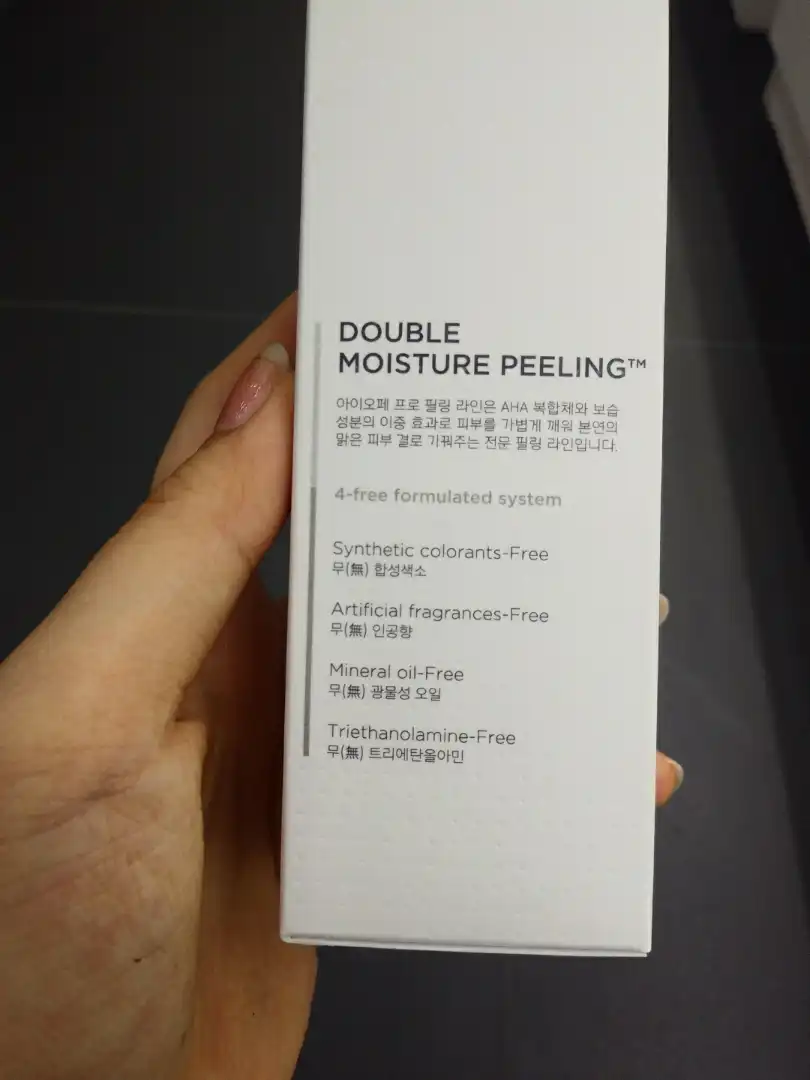 DOUBLE
MOISTURE PEELING™
아이오페 프로 필링 라인은 AHA 복합체와 보습
성분의 이중 효과로 피부를 가볍게 깨워 본연의
맑은 피부 결로 가꿔주는 전문 필링 라인입니다.
4-free formulated system
Synthetic colorants-Free
무(無) 합성색소
Artificial fragrances-Free
무(無) 인공향
Mineral oil-Free
무(無) 광물성 오일
Triethanolamine-Free
무(無) 트리에탄올아민